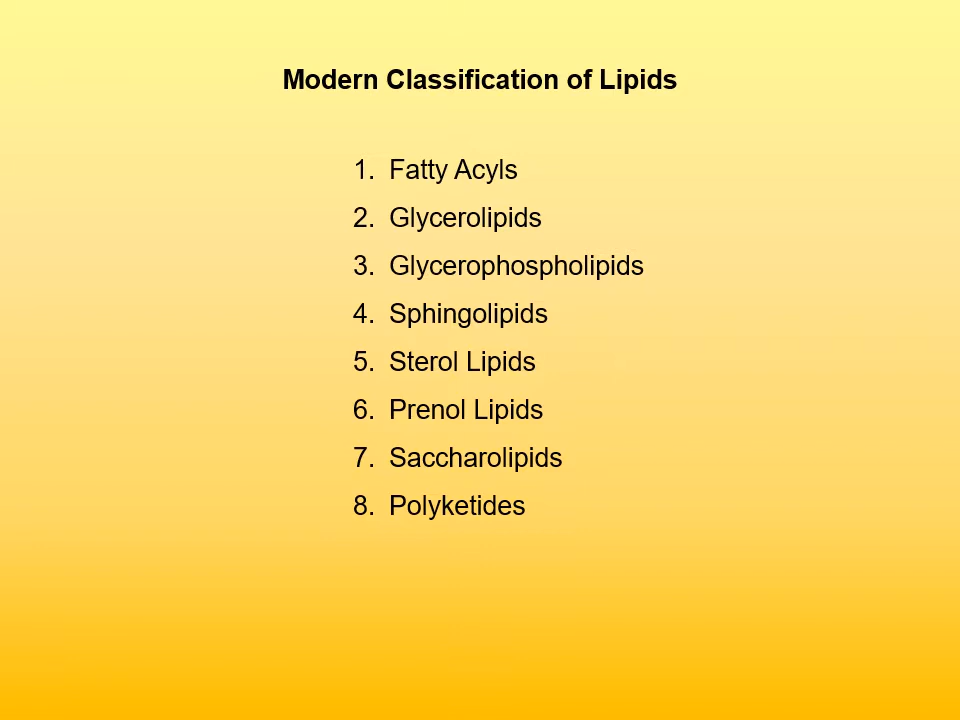 Modern Classification of Lipids
1. Fatty Acyls
2. Glycerolipids
3. Glycerophospholipids
4. Sphingolipids
5. Sterol Lipids
6. Prenol Lipids
7. Saccharolipids
8. Polyketides